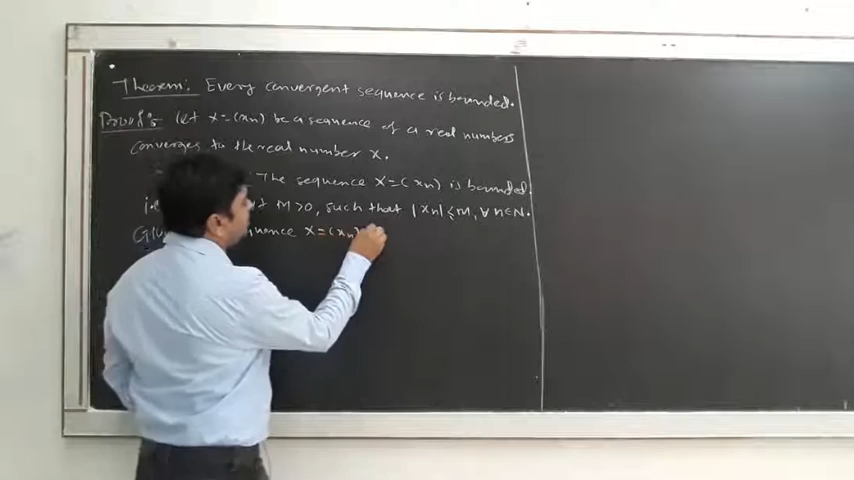 Theorem: Every convergent sequence is bounded.
Proof:- Let X=(xn) be a sequence of a real numbers
converges to the real number x.
The sequence X=(xn) is bounded
i.e. M>0, such that |xn|≤M, ∀ n∈N.
X=(xn)